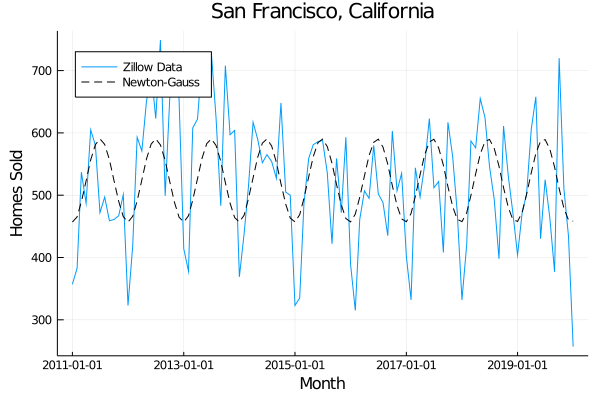 San Francisco, California
Zillow Data
Newton-Gauss
Homes Sold
700
600
500
400
300
2011-01-01
2013-01-01
2015-01-01
2017-01-01
2019-01-01
Month